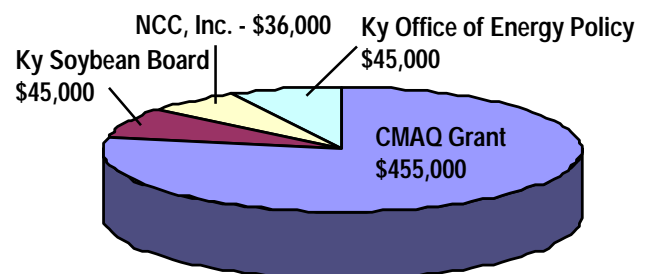 NCC, Inc. - $36,000
Ky Office of Energy Policy
$45,000
Ky Soybean Board
$45,000
CMAQ Grant
$455,000